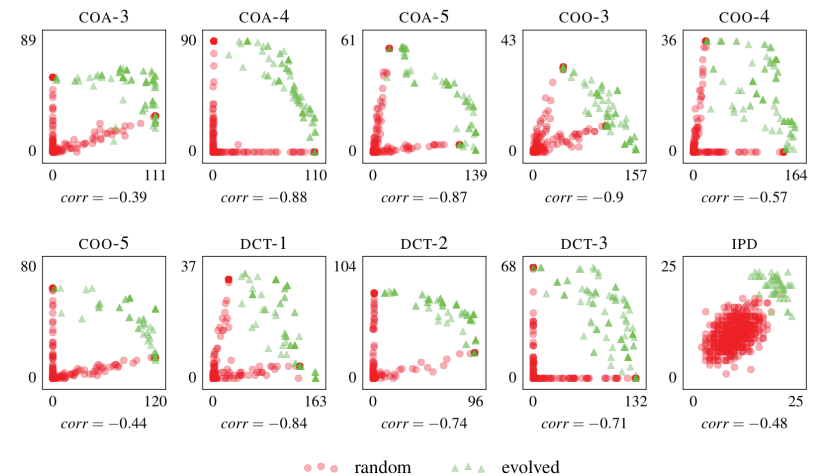 COA-3 COA-4 COA-5 COO-3 COO-4
89 90 61 43 36
0 0 0 0 0
0 111 0 110 0 139 0 157 0 164
corr = −0.39 corr = −0.88 corr = −0.87 corr = −0.9 corr = −0.57
COO-5 DCT-1 DCT-2 DCT-3 IPD
80 37 104 68 25
0 0 0 0 0
0 120 0 163 0 96 0 132 0 25
corr = −0.44 corr = −0.84 corr = −0.74 corr = −0.71 corr = −0.48
random evolved